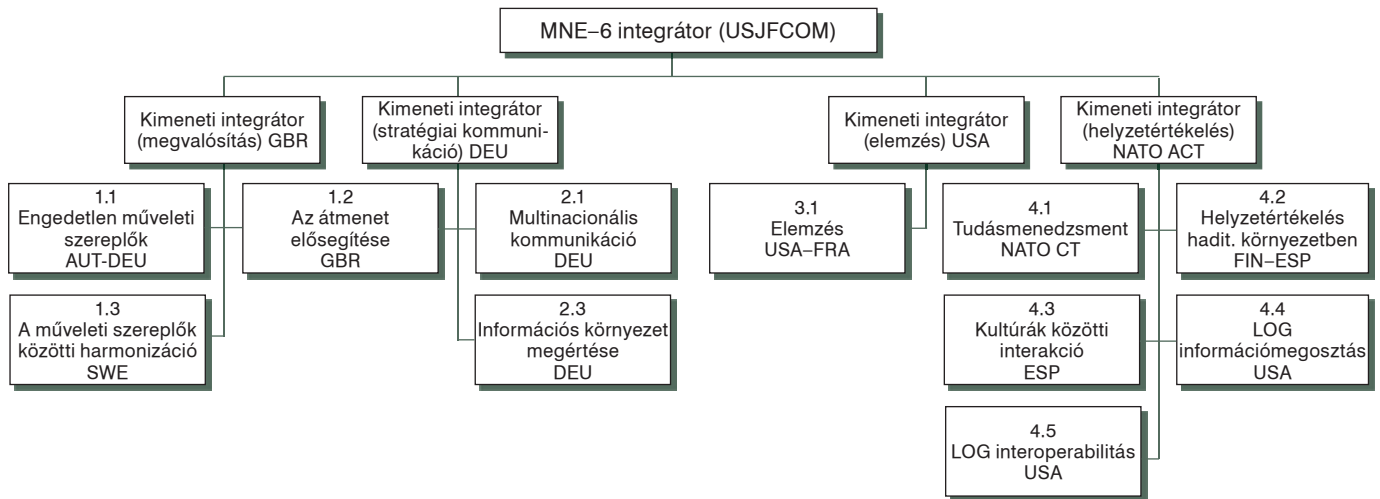 MNE–6 integrátor (USJFCOM)
Kimeneti integrátor
(megvalósítás) GBR
Kimeneti integrátor
(stratégiai kommuni-
káció) DEU
Kimeneti integrátor
(elemzés) USA
Kimeneti integrátor
(helyzetértékelés)
NATO ACT
1.1
Engedetlen műveleti
szereplők
AUT-DEU
1.2
Az átmenet
elősegítése
GBR
2.1
Multinacionális
kommunikáció
DEU
3.1
Elemzés
USA–FRA
4.1
Tudásmenedzsment
NATO CT
4.2
Helyzetértékelés
hadit. környezetben
FIN–ESP
1.3
A műveleti szereplők
közötti harmonizáció
SWE
2.3
Információs környezet
megértése
DEU
4.3
Kultúrák közötti
interakció
ESP
4.4
LOG
információmegosztás
USA
4.5
LOG interoperabilitás
USA